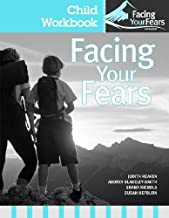 Child
Workbook
Facing
Your Fears
Facing
Your
Fears
JUDITH REAVEN
AUDREY BLAKELEY-SMITH
SHANA NICHOLS
SUSAN HEPBURN